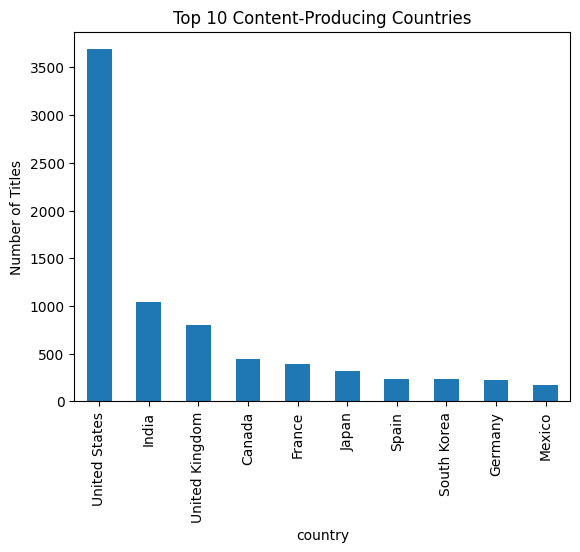 Top 10 Content-Producing Countries
Number of Titles
3500
3000
2500
2000
1500
1000
500
0
United States
India
United Kingdom
Canada
France
Japan
Spain
South Korea
Germany
Mexico
country